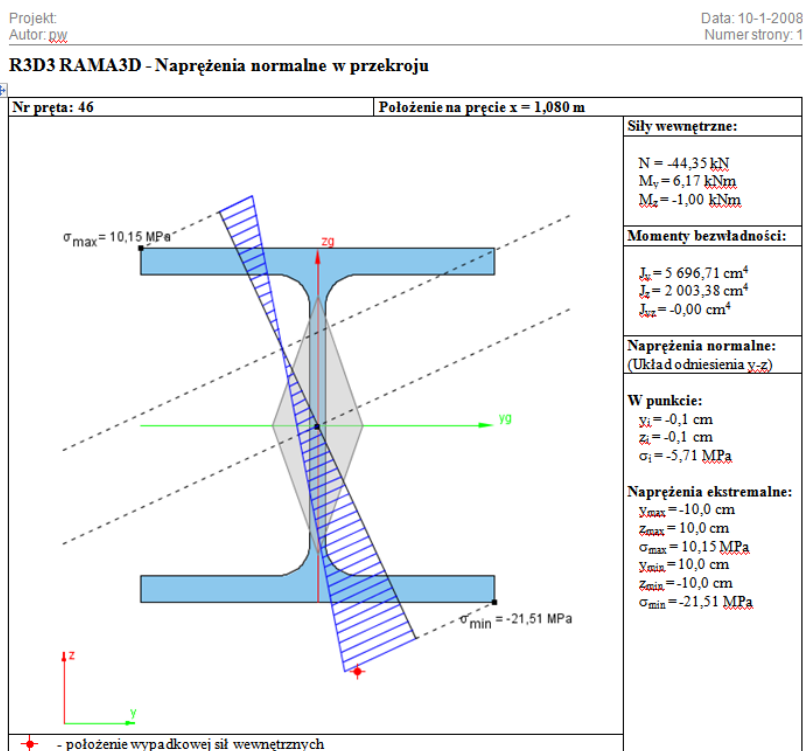 Projekt:
Data: 10-1-2008
Autor: pw
Numer strony: 1
R3D3 RAMA3D - Naprężenia normalne w przekroju
Nr pręta: 46
Położenie na pręcie x = 1,080 m
σmax = 10,15 MPa
zg
yg
σmin = -21,51 MPa
z
y
- położenie wypadkowej sił wewnętrznych
Siły wewnętrzne:
N = -44,35 kN
My = 6,17 kNm
Mz = -1,00 kNm
Momenty bezwładności:
Jy = 5 696,71 cm⁴
Jz = 2 003,38 cm⁴
Jyz = -0,00 cm⁴
Naprężenia normalne:
(Układ odniesienia y-z)
W punkcie:
yi = -0,1 cm
zi = -0,1 cm
σi = -5,71 MPa
Naprężenia ekstremalne:
ymax = -10,0 cm
zmax = 10,0 cm
σmax = 10,15 MPa
ymin = 10,0 cm
zmin = -10,0 cm
σmin = -21,51 MPa